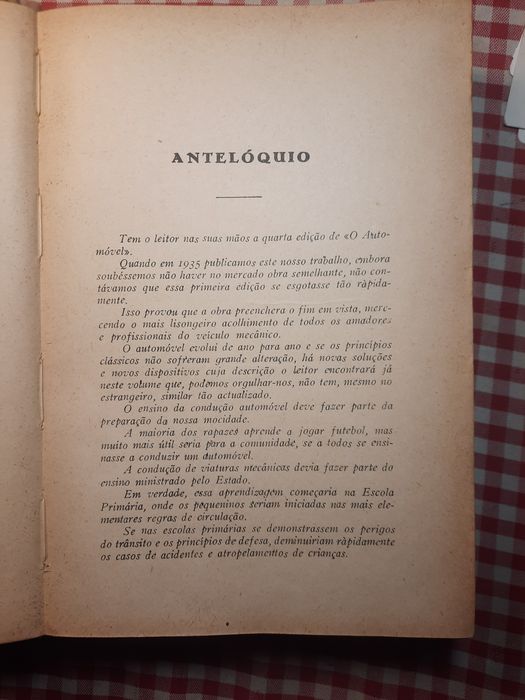 ANTELÓQUIO
Tem o leitor nas suas mãos a quarta edição de «O Auto-
móvel».
Quando em 1935 publicamos este nosso trabalho, embora
soubéssemos não haver no mercado obra semelhante, não con-
távamos que essa primeira edição se esgotasse tão ràpida-
mente.
Isso provou que a obra preenchera o fim em vista, mere-
cendo o mais lisongeiro acolhimento de todos os amadores
e profissionais do veículo mecânico.
O automóvel evolui de ano para ano e se os princípios
clássicos não sofreram grande alteração, há novas soluções
e novos dispositivos cuja descrição o leitor encontrará já
neste volume que, podemos orgulhar-nos, não tem, mesmo no
estrangeiro, similar tão actualizado.
O ensino da condução automóvel deve fazer parte da
preparação da nossa mocidade.
A maioria dos rapazes aprende a jogar futebol, mas
muito mais útil seria para a comunidade, se a todos se ensi-
nasse a conduzir um automóvel.
A condução de viaturas mecânicas devia fazer parte do
ensino ministrado pelo Estado.
Em verdade, essa aprendizagem começaria na Escola
Primária, onde os pequeninos seriam iniciadas nas mais ele-
mentares regras de circulação.
Se nas escolas primárias se demonstrassem os perigos
do trânsito e os princípios de defesa, deminuiriam ràpidamente
os casos de acidentes e atropelamentos de crianças.